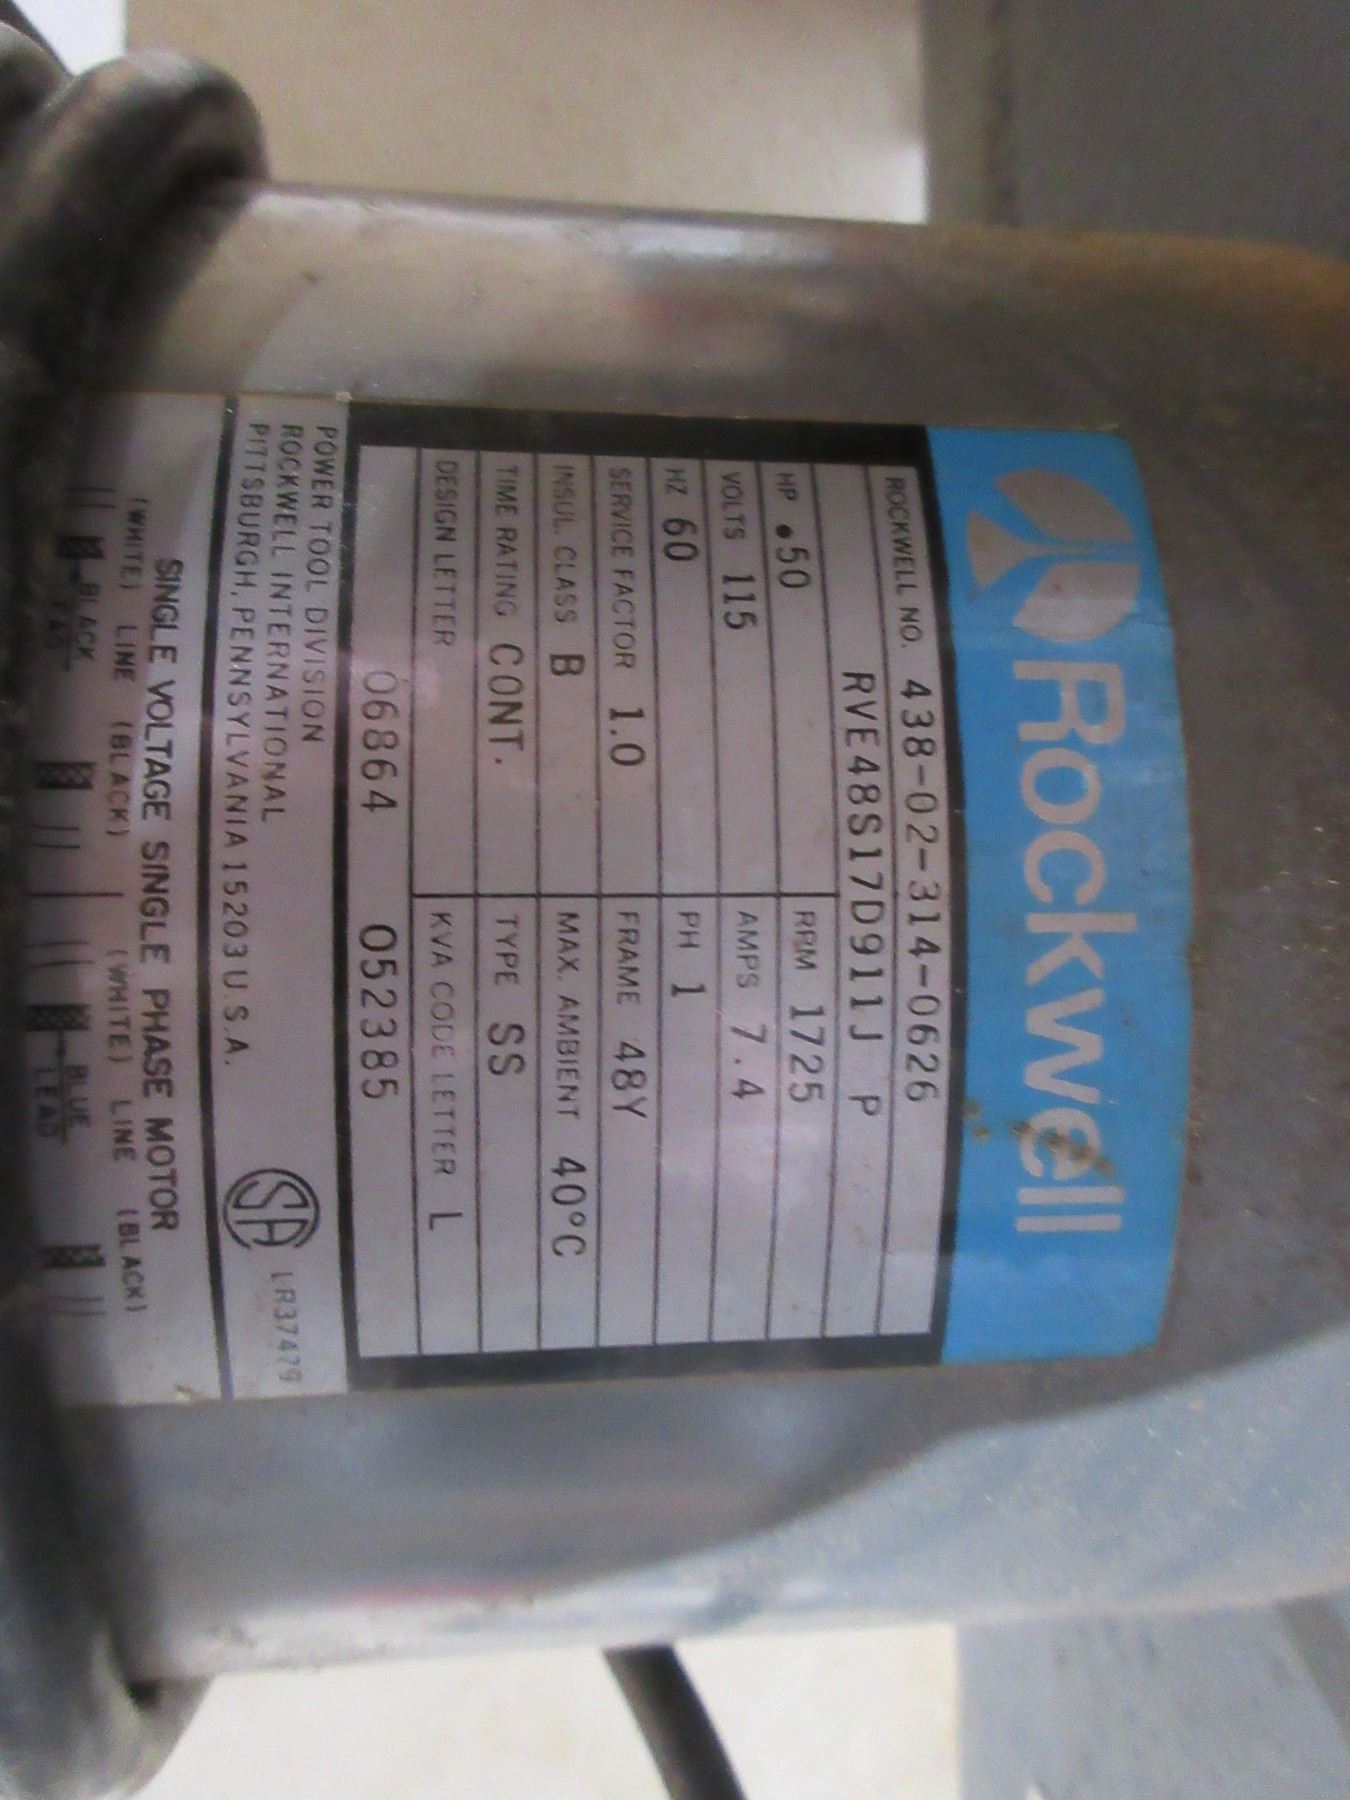 Rockwell
ROCKWELL NO. 438-02-314-0626
RVE48S17D911J P
HP .50 RPM 1725
VOLTS 115 AMPS 7.4
HZ 60 PH 1
SERVICE FACTOR 1.0 FRAME 48Y
INSUL. CLASS B MAX. AMBIENT 40°C
TIME RATING CONT. TYPE SS
DESIGN LETTER KVA CODE LETTER L
06864 052385
POWER TOOL DIVISION
ROCKWELL INTERNATIONAL
PITTSBURGH, PENNSYLVANIA 15203 U.S.A.
SA LR37479
SINGLE VOLTAGE SINGLE PHASE MOTOR
(WHITE) LINE (BLACK) (WHITE) LINE (BLACK)
BLACK BLUE
LEAD